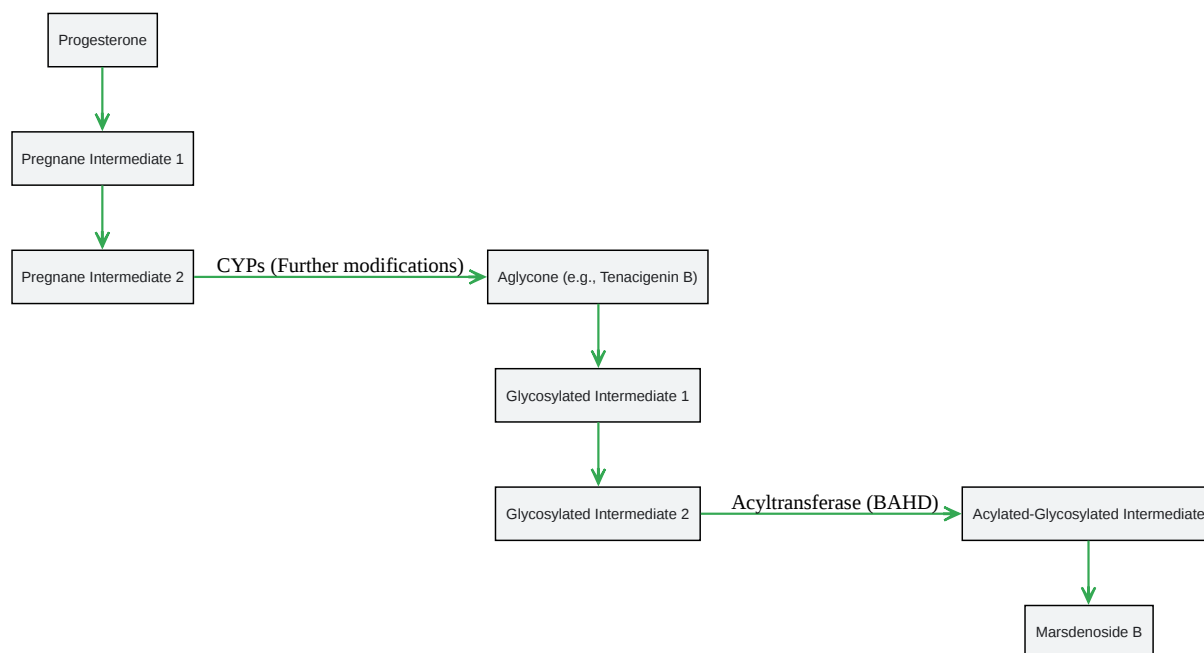 Progesterone
Pregnane Intermediate 1
Pregnane Intermediate 2
CYPs (Further modifications)
Aglycone (e.g., Tenacigenin B)
Glycosylated Intermediate 1
Glycosylated Intermediate 2
Acyltransferase (BAHD)
Acylated-Glycosylated Intermediate
Marsdenoside B